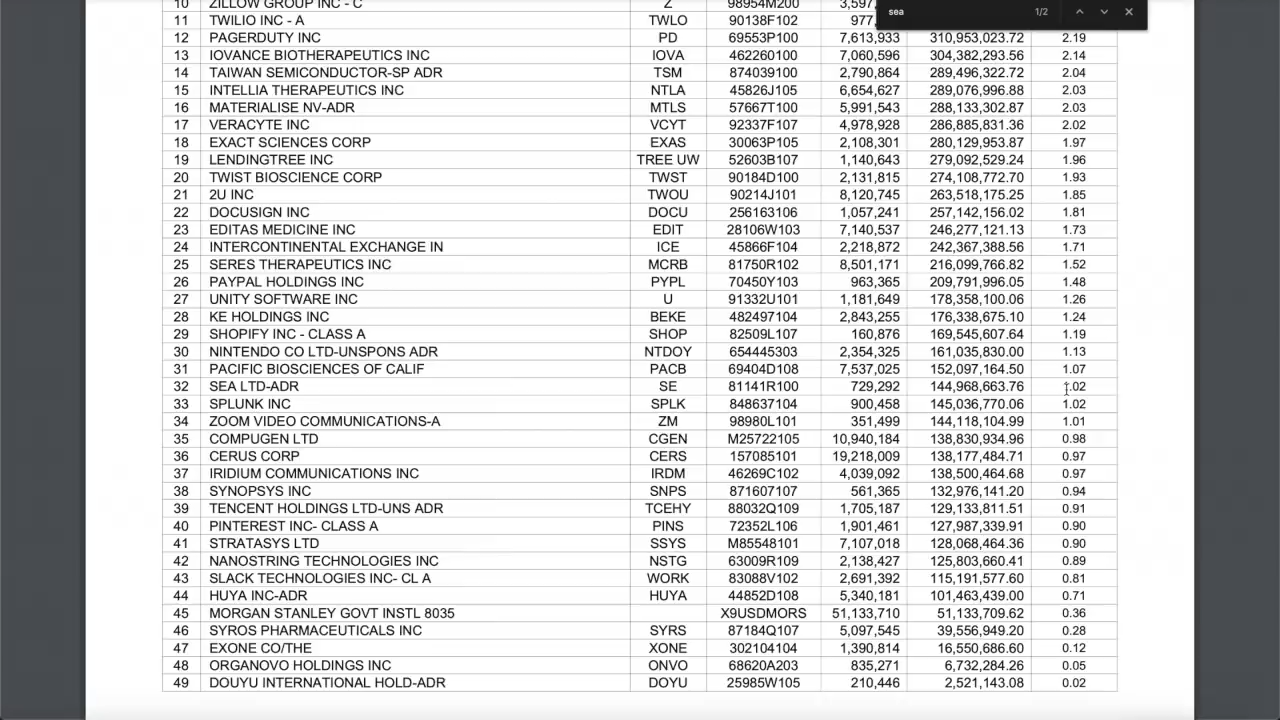 sea 1/2
10 ZILLOW GROUP INC - C Z 98954M200 3,597,
11 TWILIO INC - A TWLO 90138F102 977,
12 PAGERDUTY INC PD 69553P100 7,613,933 310,953,023.72 2.19
13 IOVANCE BIOTHERAPEUTICS INC IOVA 462260100 7,060,596 304,382,293.56 2.14
14 TAIWAN SEMICONDUCTOR-SP ADR TSM 874039100 2,790,864 289,496,322.72 2.04
15 INTELLIA THERAPEUTICS INC NTLA 45826J105 6,654,627 289,076,996.88 2.03
16 MATERIALISE NV-ADR MTLS 57667T100 5,991,543 288,133,302.87 2.03
17 VERACYTE INC VCYT 92337F107 4,978,928 286,885,831.36 2.02
18 EXACT SCIENCES CORP EXAS 30063P105 2,108,301 280,129,953.87 1.97
19 LENDINGTREE INC TREE UW 52603B107 1,140,643 279,092,529.24 1.96
20 TWIST BIOSCIENCE CORP TWST 90184D100 2,131,815 274,108,772.70 1.93
21 2U INC TWOU 90214J101 8,120,745 263,518,175.25 1.85
22 DOCUSIGN INC DOCU 256163106 1,057,241 257,142,156.02 1.81
23 EDITAS MEDICINE INC EDIT 28106W103 7,140,537 246,277,121.13 1.73
24 INTERCONTINENTAL EXCHANGE IN ICE 45866F104 2,218,872 242,367,388.56 1.71
25 SERES THERAPEUTICS INC MCRB 81750R102 8,501,171 216,099,766.82 1.52
26 PAYPAL HOLDINGS INC PYPL 70450Y103 963,365 209,791,996.05 1.48
27 UNITY SOFTWARE INC U 91332U101 1,181,649 178,358,100.06 1.26
28 KE HOLDINGS INC BEKE 482497104 2,843,255 176,338,675.10 1.24
29 SHOPIFY INC - CLASS A SHOP 82509L107 160,876 169,545,607.64 1.19
30 NINTENDO CO LTD-UNSPONS ADR NTDOY 654445303 2,354,325 161,035,830.00 1.13
31 PACIFIC BIOSCIENCES OF CALIF PACB 69404D108 7,537,025 152,097,164.50 1.07
32 SEA LTD-ADR SE 81141R100 729,292 144,968,663.76 1.02
33 SPLUNK INC SPLK 848637104 900,458 145,036,770.06 1.02
34 ZOOM VIDEO COMMUNICATIONS-A ZM 98980L101 351,499 144,118,104.99 1.01
35 COMPUGEN LTD CGEN M25722105 10,940,184 138,830,934.96 0.98
36 CERUS CORP CERS 157085101 19,218,009 138,177,484.71 0.97
37 IRIDIUM COMMUNICATIONS INC IRDM 46269C102 4,039,092 138,500,464.68 0.97
38 SYNOPSYS INC SNPS 871607107 561,365 132,976,141.20 0.94
39 TENCENT HOLDINGS LTD-UNS ADR TCEHY 88032Q109 1,705,187 129,133,811.51 0.91
40 PINTEREST INC- CLASS A PINS 72352L106 1,901,461 127,987,339.91 0.90
41 STRATASYS LTD SSYS M85548101 7,107,018 128,068,464.36 0.90
42 NANOSTRING TECHNOLOGIES INC NSTG 63009R109 2,138,427 125,803,660.41 0.89
43 SLACK TECHNOLOGIES INC- CL A WORK 83088V102 2,691,392 115,191,577.60 0.81
44 HUYA INC-ADR HUYA 44852D108 5,340,181 101,463,439.00 0.71
45 MORGAN STANLEY GOVT INSTL 8035 X9USDMORS 51,133,710 51,133,709.62 0.36
46 SYROS PHARMACEUTICALS INC SYRS 87184Q107 5,097,545 39,556,949.20 0.28
47 EXONE CO/THE XONE 302104104 1,390,814 16,550,686.60 0.12
48 ORGANOVO HOLDINGS INC ONVO 68620A203 835,271 6,732,284.26 0.05
49 DOUYU INTERNATIONAL HOLD-ADR DOYU 25985W105 210,446 2,521,143.08 0.02